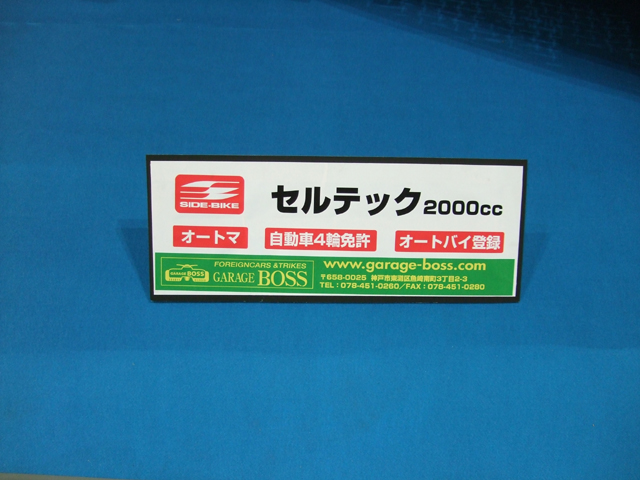 SIDE-BIKE
セルテック2000cc
オートマ 自動車4輪免許 オートバイ登録
GARAGE BOSS
FOREIGNCARS &TRIKES
GARAGE BOSS
www.garage-boss.com
〒658-0025 神戸市東灘区魚崎南町3丁目2-3
TEL:078-451-0260/FAX:078-451-0280